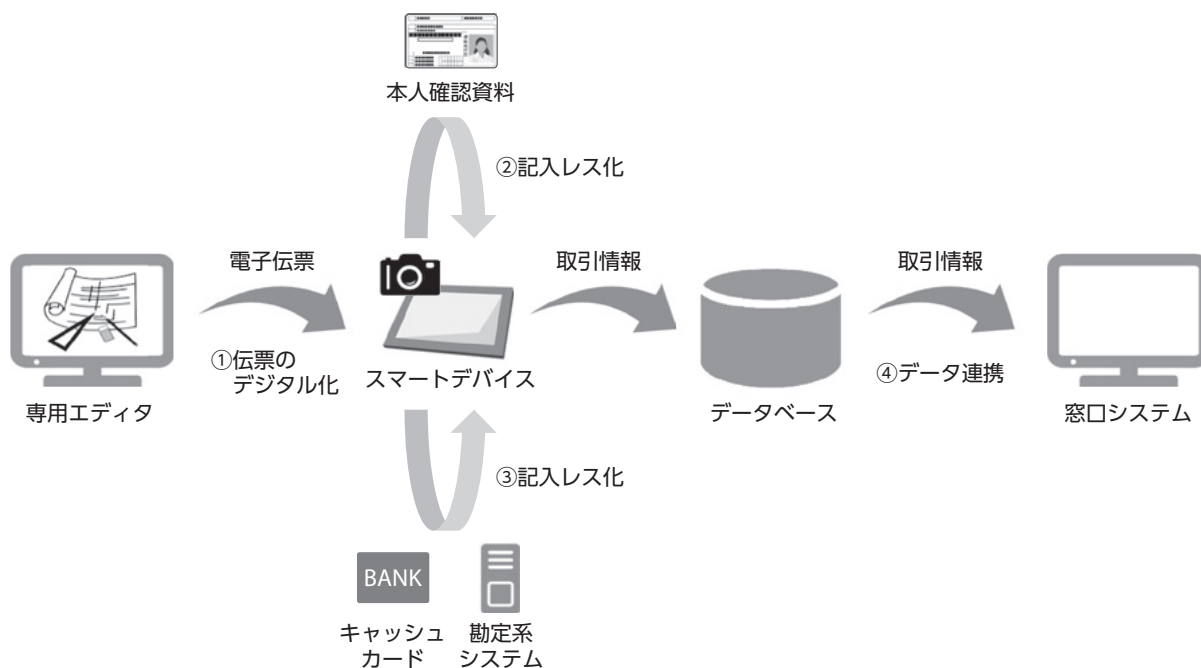 本人確認資料
②記入レス化
電子伝票
取引情報
取引情報
①伝票の
デジタル化
スマートデバイス
④データ連携
専用エディタ
データベース
窓口システム
③記入レス化
BANK
キャッシュ
カード
勘定系
システム